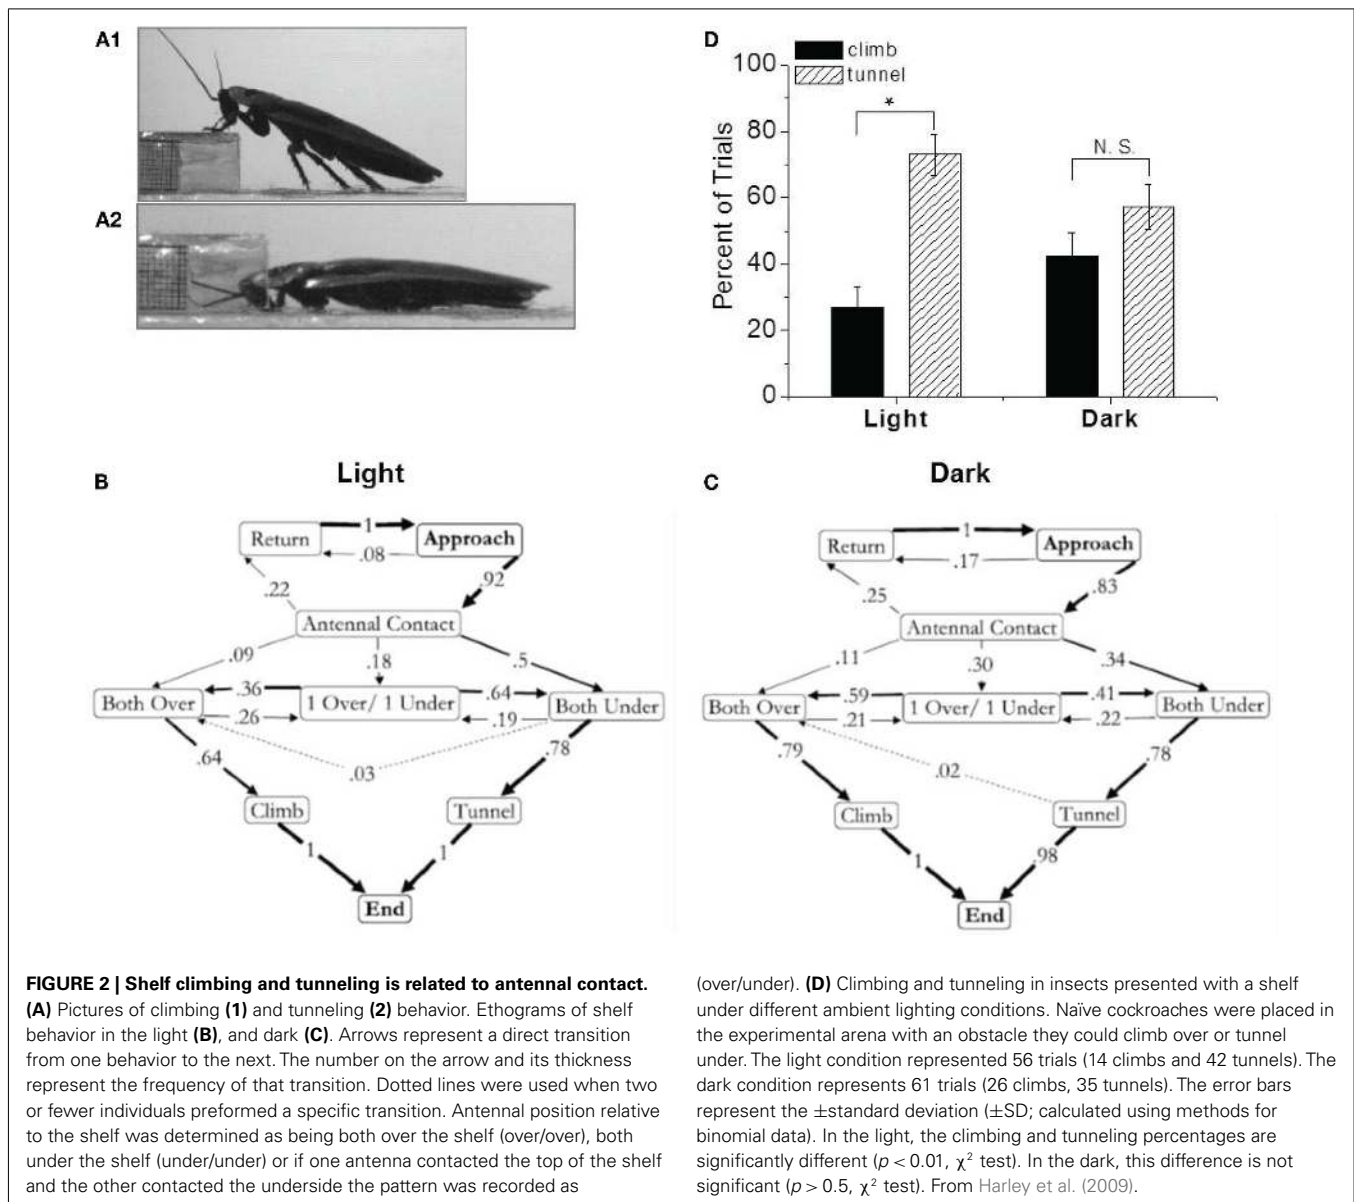 A1
A2
D
climb
tunnel
100
80
60
40
20
0
Percent of Trials
*
N. S.
Light
Dark
B
Light
Return
1
Approach
.08
.22
.92
Antennal Contact
.09
.18
.5
Both Over
.36
1 Over/ 1 Under
.64
Both Under
.26
.19
.64
.03
.78
Climb
Tunnel
1
1
End
C
Dark
Return
1
Approach
.17
.25
.83
Antennal Contact
.11
.30
.34
Both Over
.59
1 Over/ 1 Under
.41
Both Under
.21
.22
.79
.02
.78
Climb
Tunnel
1
.98
End
FIGURE 2 | Shelf climbing and tunneling is related to antennal contact.
(A) Pictures of climbing (1) and tunneling (2) behavior. Ethograms of shelf
behavior in the light (B), and dark (C). Arrows represent a direct transition
from one behavior to the next. The number on the arrow and its thickness
represent the frequency of that transition. Dotted lines were used when two
or fewer individuals preformed a specific transition. Antennal position relative
to the shelf was determined as being both over the shelf (over/over), both
under the shelf (under/under) or if one antenna contacted the top of the shelf
and the other contacted the underside the pattern was recorded as
(over/under). (D) Climbing and tunneling in insects presented with a shelf
under different ambient lighting conditions. Naïve cockroaches were placed in
the experimental arena with an obstacle they could climb over or tunnel
under. The light condition represented 56 trials (14 climbs and 42 tunnels). The
dark condition represents 61 trials (26 climbs, 35 tunnels). The error bars
represent the ±standard deviation (±SD; calculated using methods for
binomial data). In the light, the climbing and tunneling percentages are
significantly different (p < 0.01, χ² test). In the dark, this difference is not
significant (p > 0.5, χ² test). From Harley et al. (2009).